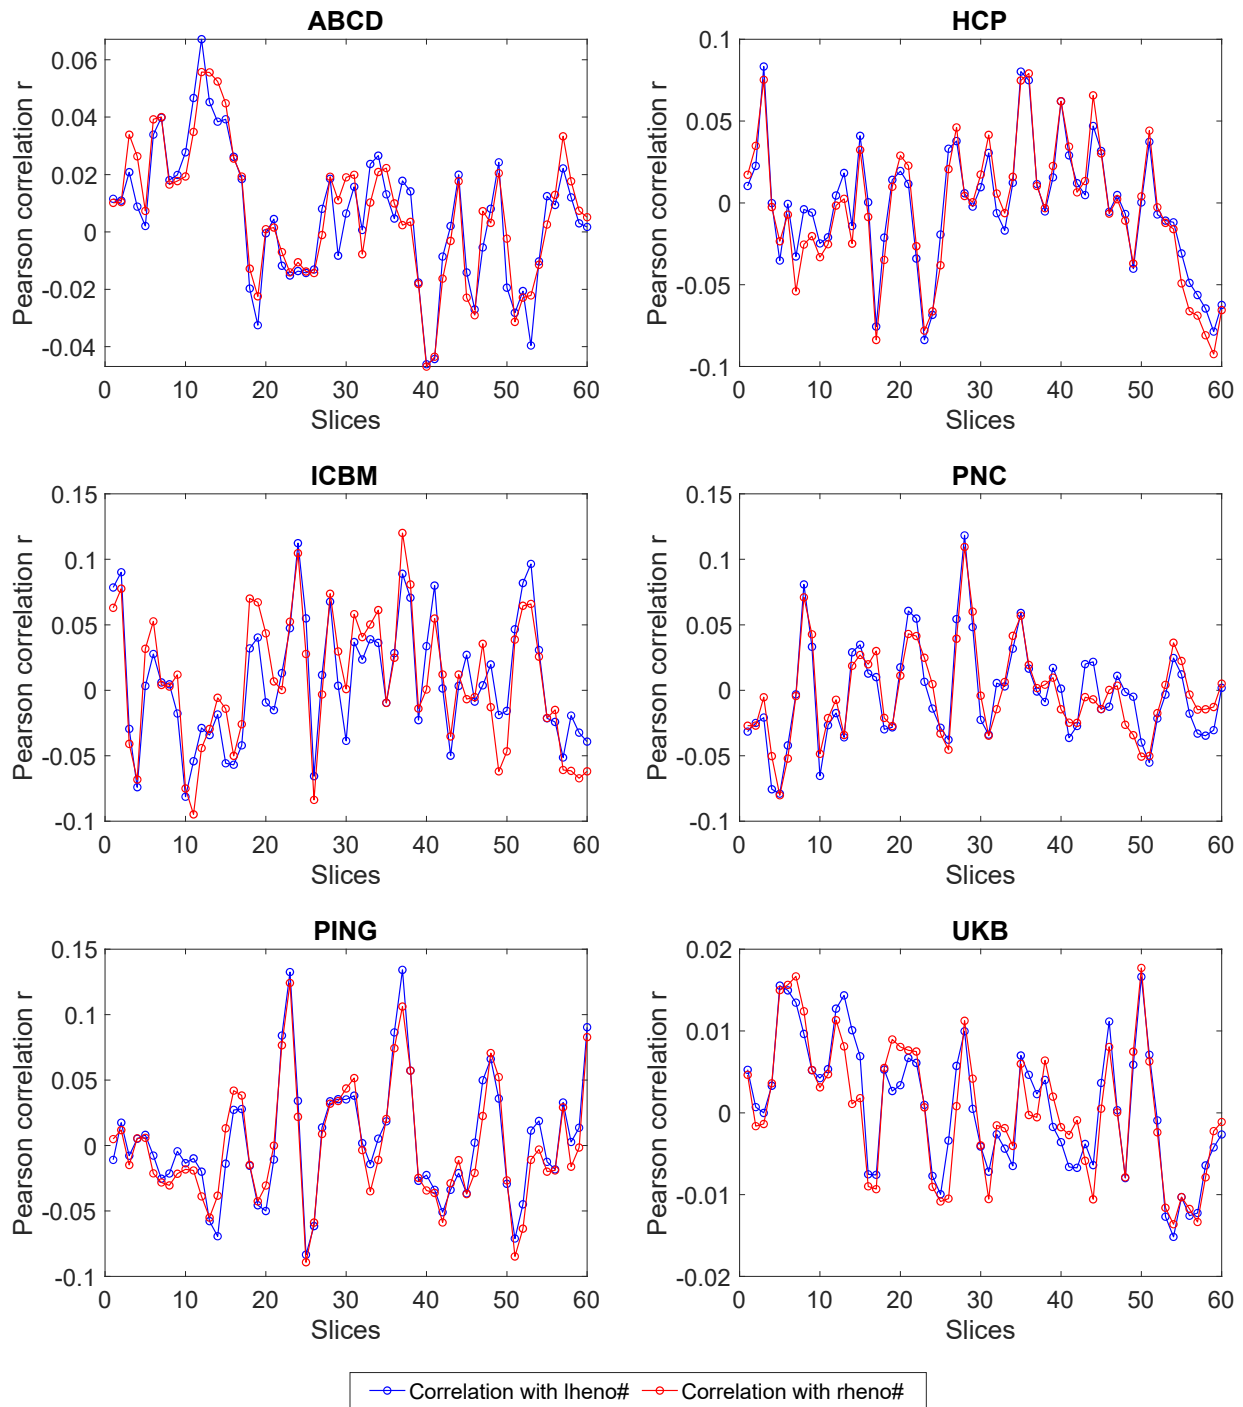 ABCD
Pearson correlation r
0.06
0.04
0.02
0
-0.02
-0.04
0 10 20 30 40 50 60
Slices
HCP
Pearson correlation r
0.1
0.05
0
-0.05
-0.1
0 10 20 30 40 50 60
Slices
ICBM
Pearson correlation r
0.15
0.1
0.05
0
-0.05
-0.1
0 10 20 30 40 50 60
Slices
PNC
Pearson correlation r
0.15
0.1
0.05
0
-0.05
-0.1
0 10 20 30 40 50 60
Slices
PING
Pearson correlation r
0.15
0.1
0.05
0
-0.05
-0.1
0 10 20 30 40 50 60
Slices
UKB
Pearson correlation r
0.02
0.01
0
-0.01
-0.02
0 10 20 30 40 50 60
Slices
Correlation with lheno# Correlation with rheno#